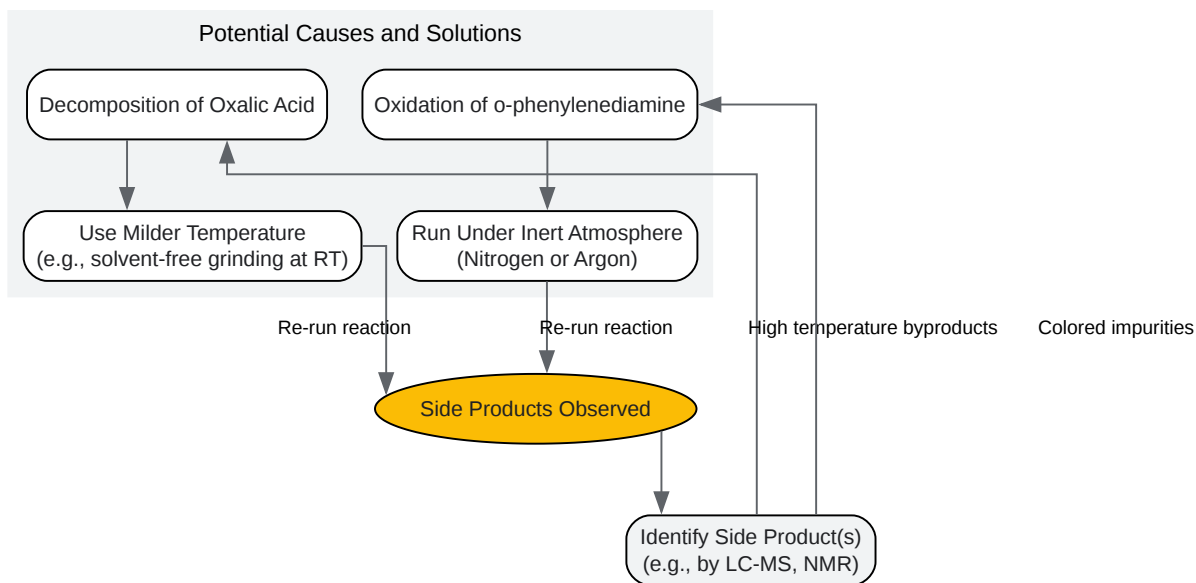 Potential Causes and Solutions
Decomposition of Oxalic Acid
Oxidation of o-phenylenediamine
Use Milder Temperature
(e.g., solvent-free grinding at RT)
Run Under Inert Atmosphere
(Nitrogen or Argon)
Re-run reaction
Re-run reaction
High temperature byproducts
Colored impurities
Side Products Observed
Identify Side Product(s)
(e.g., by LC-MS, NMR)